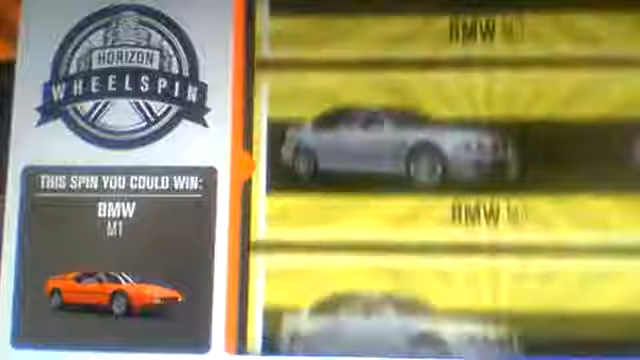 HORIZON
WHEELSPIN
THIS SPIN YOU COULD WIN:
BMW
M1
BMW
BMW